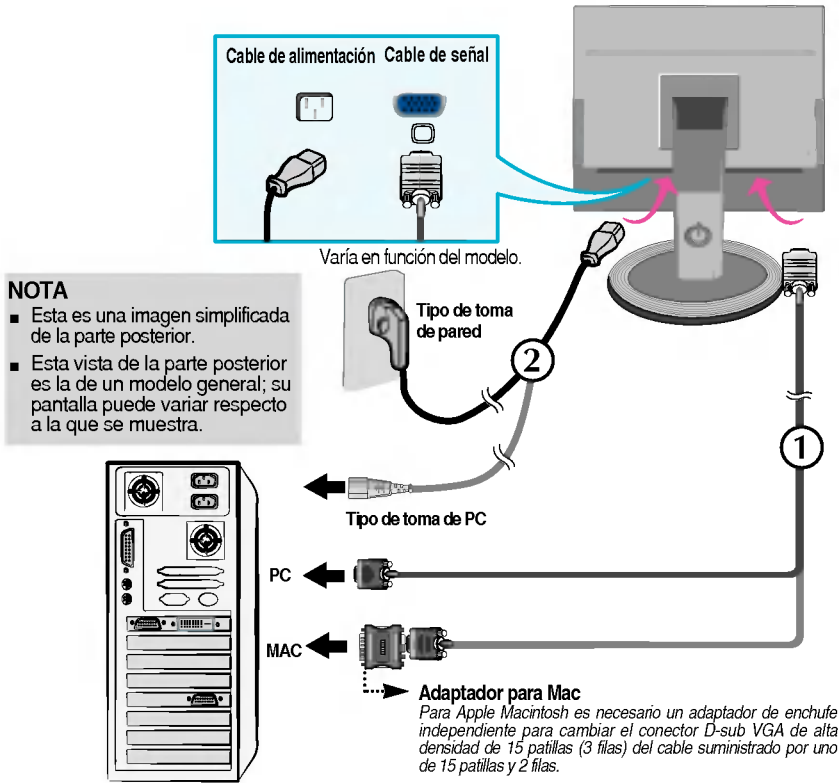 Cable de alimentación Cable de señal
Varía en función del modelo.
NOTA
■ Esta es una imagen simplificada
de la parte posterior.
■ Esta vista de la parte posterior
es la de un modelo general; su
pantalla puede variar respecto
a la que se muestra.
Tipo de toma
de pared
2
1
Tipo de toma de PC
PC
MAC
Adaptador para Mac
Para Apple Macintosh es necesario un adaptador de enchufe
independiente para cambiar el conector D-sub VGA de alta
densidad de 15 patillas (3 filas) del cable suministrado por uno
de 15 patillas y 2 filas.